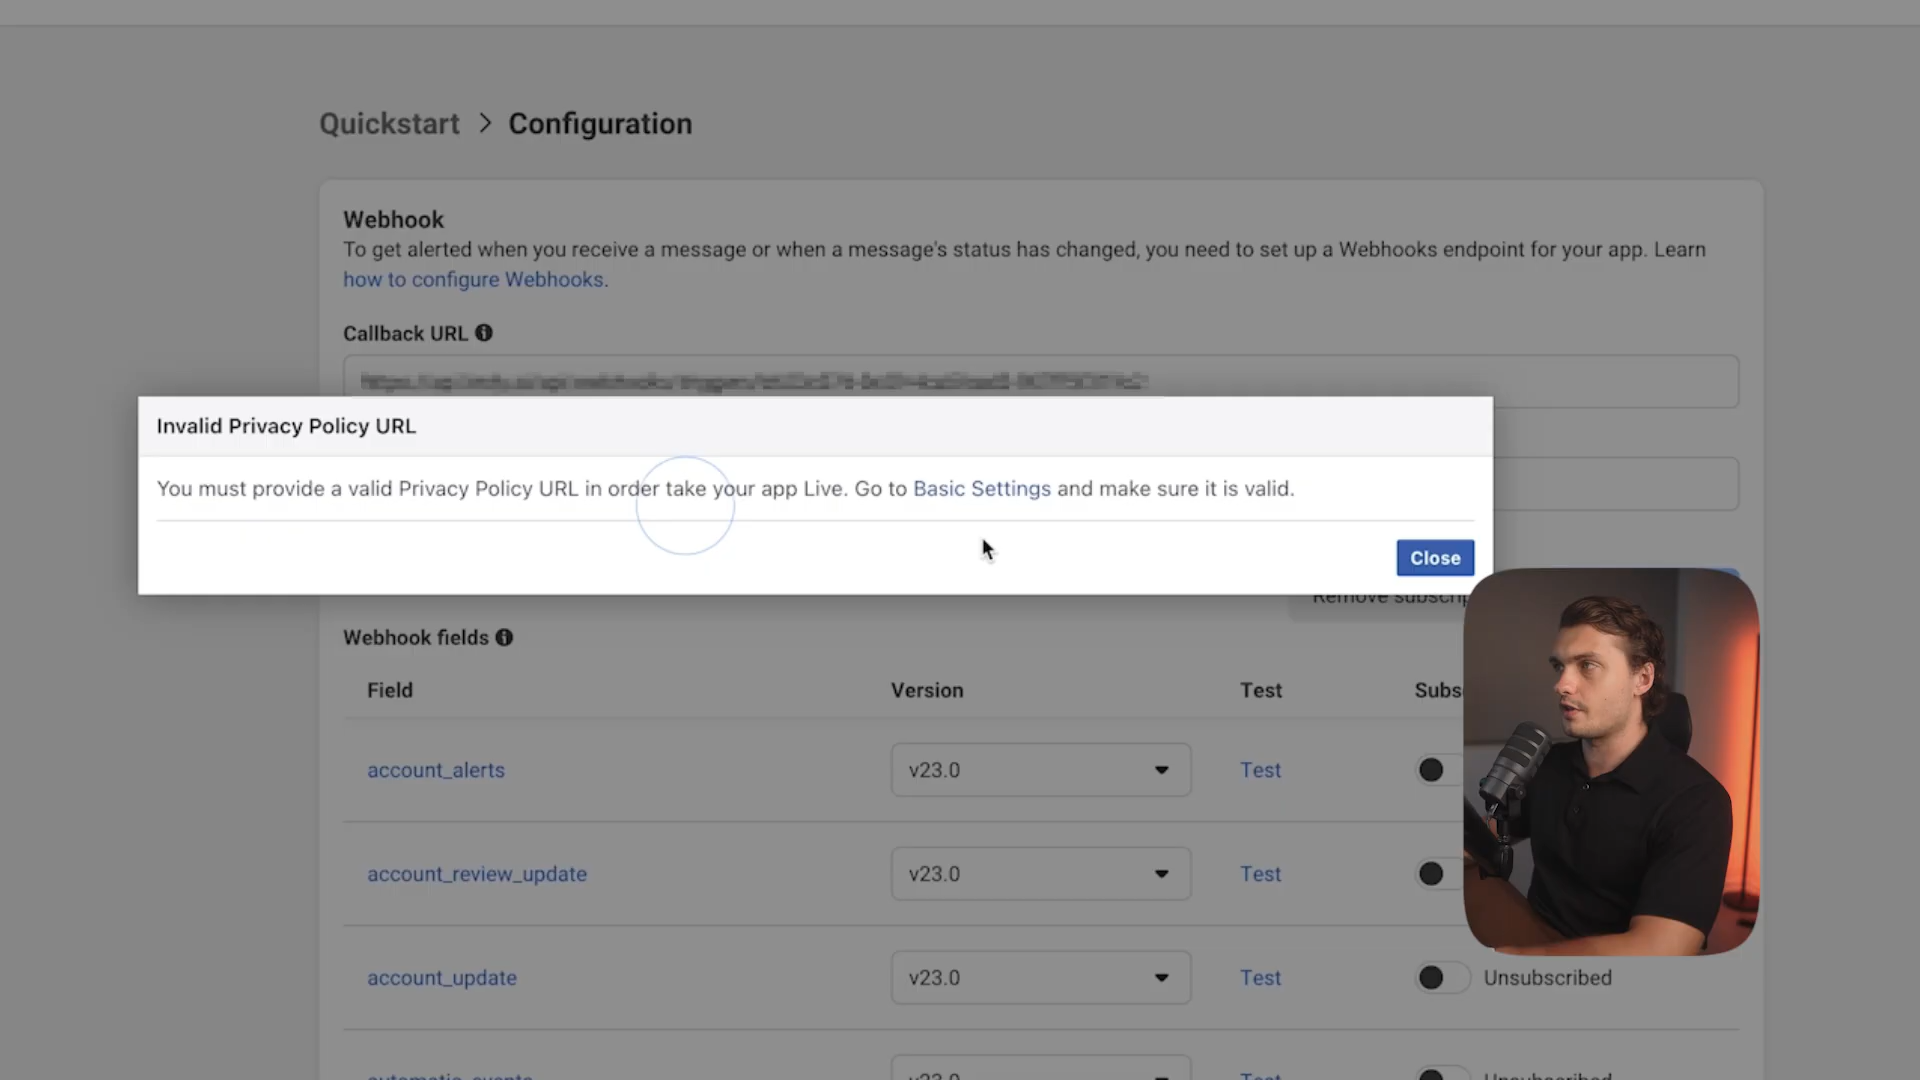 Quickstart > Configuration
Webhook
To get alerted when you receive a message or when a message's status has changed, you need to set up a Webhooks endpoint for your app. Learn
how to configure Webhooks.
Callback URL
Invalid Privacy Policy URL
You must provide a valid Privacy Policy URL in order take your app Live. Go to Basic Settings and make sure it is valid.
Close
Remove
Webhook fields
Field Version Test
account_alerts v23.0 Test
account_review_update v23.0 Test
account_update v23.0 Test Unsubscribed